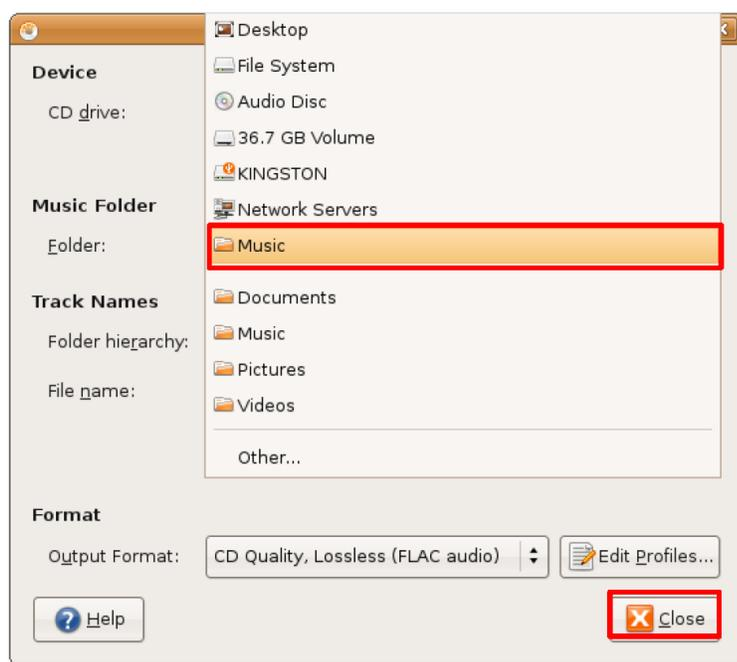 Desktop
Device
File System
CD drive:
Audio Disc
36.7 GB Volume
KINGSTON
Music Folder
Network Servers
Folder:
Music
Track Names
Documents
Folder hierarchy:
Music
Pictures
File name:
Videos
Other...
Format
Output Format:
CD Quality, Lossless (FLAC audio)
Edit Profiles...
Help
Close